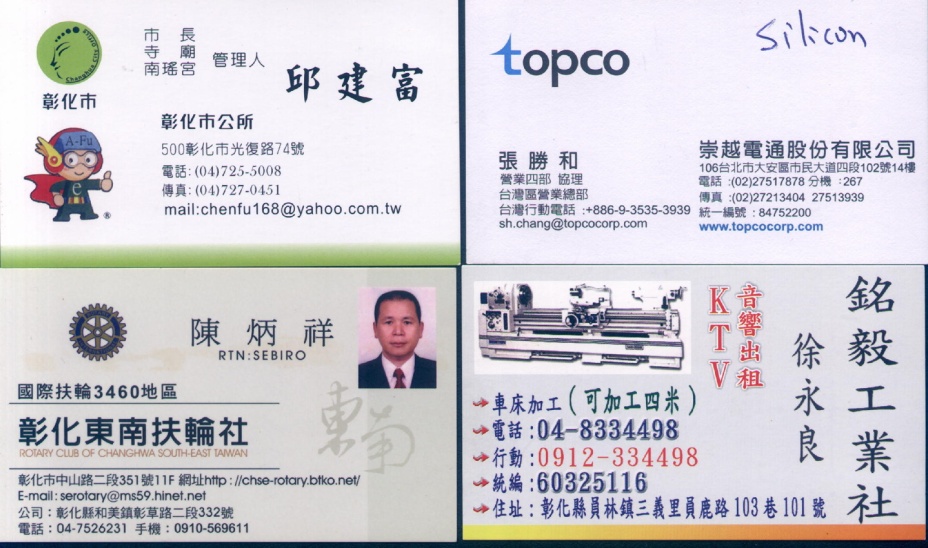 市長
寺廟
南瑤宮
管理人
邱建富
彰化市
A-Fu
e
®
彰化市公所
500彰化市光復路74號
電話:(04)725-5008
傳真:(04)727-0451
mail:chenfu168@yahoo.com.tw
silicon
topco
張勝和
營業四部 協理
台灣區營業總部
台灣行動電話:+886-9-3535-3939
sh.chang@topcocorp.com
崇越電通股份有限公司
106台北市大安區市民大道四段102號14樓
電話:(02)27517878 分機:267
傳真:(02)27213404 27513939
統一編號:84752200
www.topcocorp.com
陳炳祥
RTN:SEBIRO
國際扶輪3460地區
彰化東南扶輪社
ROTARY CLUB OF CHANGHWA SOUTH-EAST TAIWAN
東南
彰化市中山路二段351號11F 網址http://chse-rotary.btko.net/
E-mail:serotary@ms59.hinet.net
公司:彰化縣和美鎮彰草路二段332號
電話:04-7526231 手機:0910-569611
KTV
音響出租
銘毅工業社
徐永良
車床加工(可加工四米)
電話:04-8334498
行動:0912-334498
統編:60325116
住址:彰化縣員林鎮三義里員鹿路103巷101號